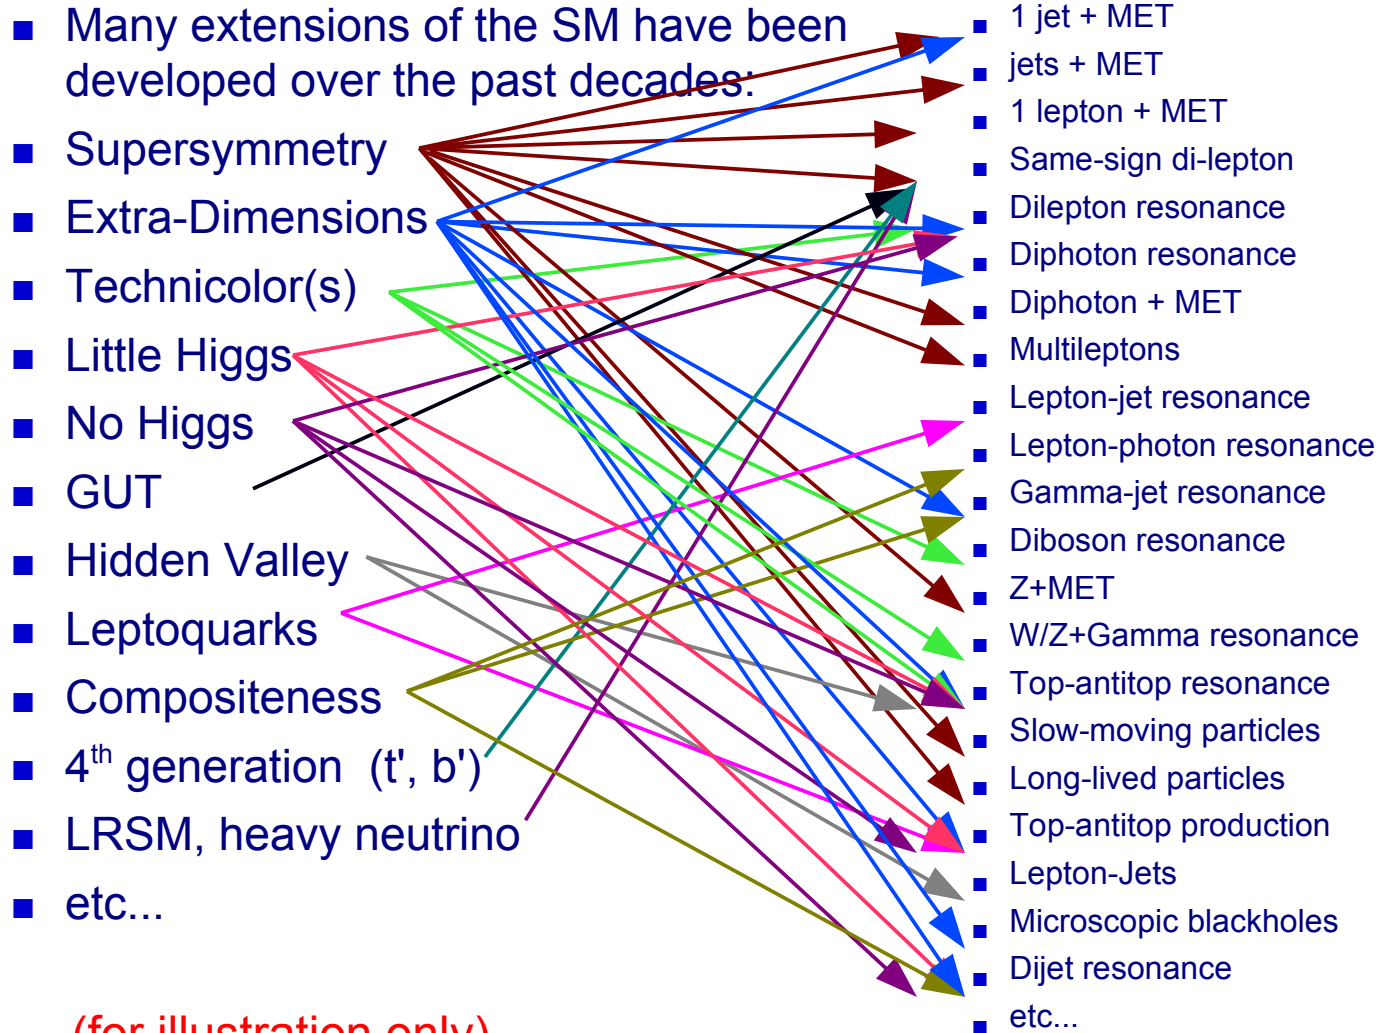 Many extensions of the SM have been
developed over the past decades:
Supersymmetry
Extra-Dimensions
Technicolor(s)
Little Higgs
No Higgs
GUT
Hidden Valley
Leptoquarks
Compositeness
4th generation (t', b')
LRSM, heavy neutrino
etc...
(for illustration only)
1 jet + MET
jets + MET
1 lepton + MET
Same-sign di-lepton
Dilepton resonance
Diphoton resonance
Diphoton + MET
Multileptons
Lepton-jet resonance
Lepton-photon resonance
Gamma-jet resonance
Diboson resonance
Z+MET
W/Z+Gamma resonance
Top-antitop resonance
Slow-moving particles
Long-lived particles
Top-antitop production
Lepton-Jets
Microscopic blackholes
Dijet resonance
etc...